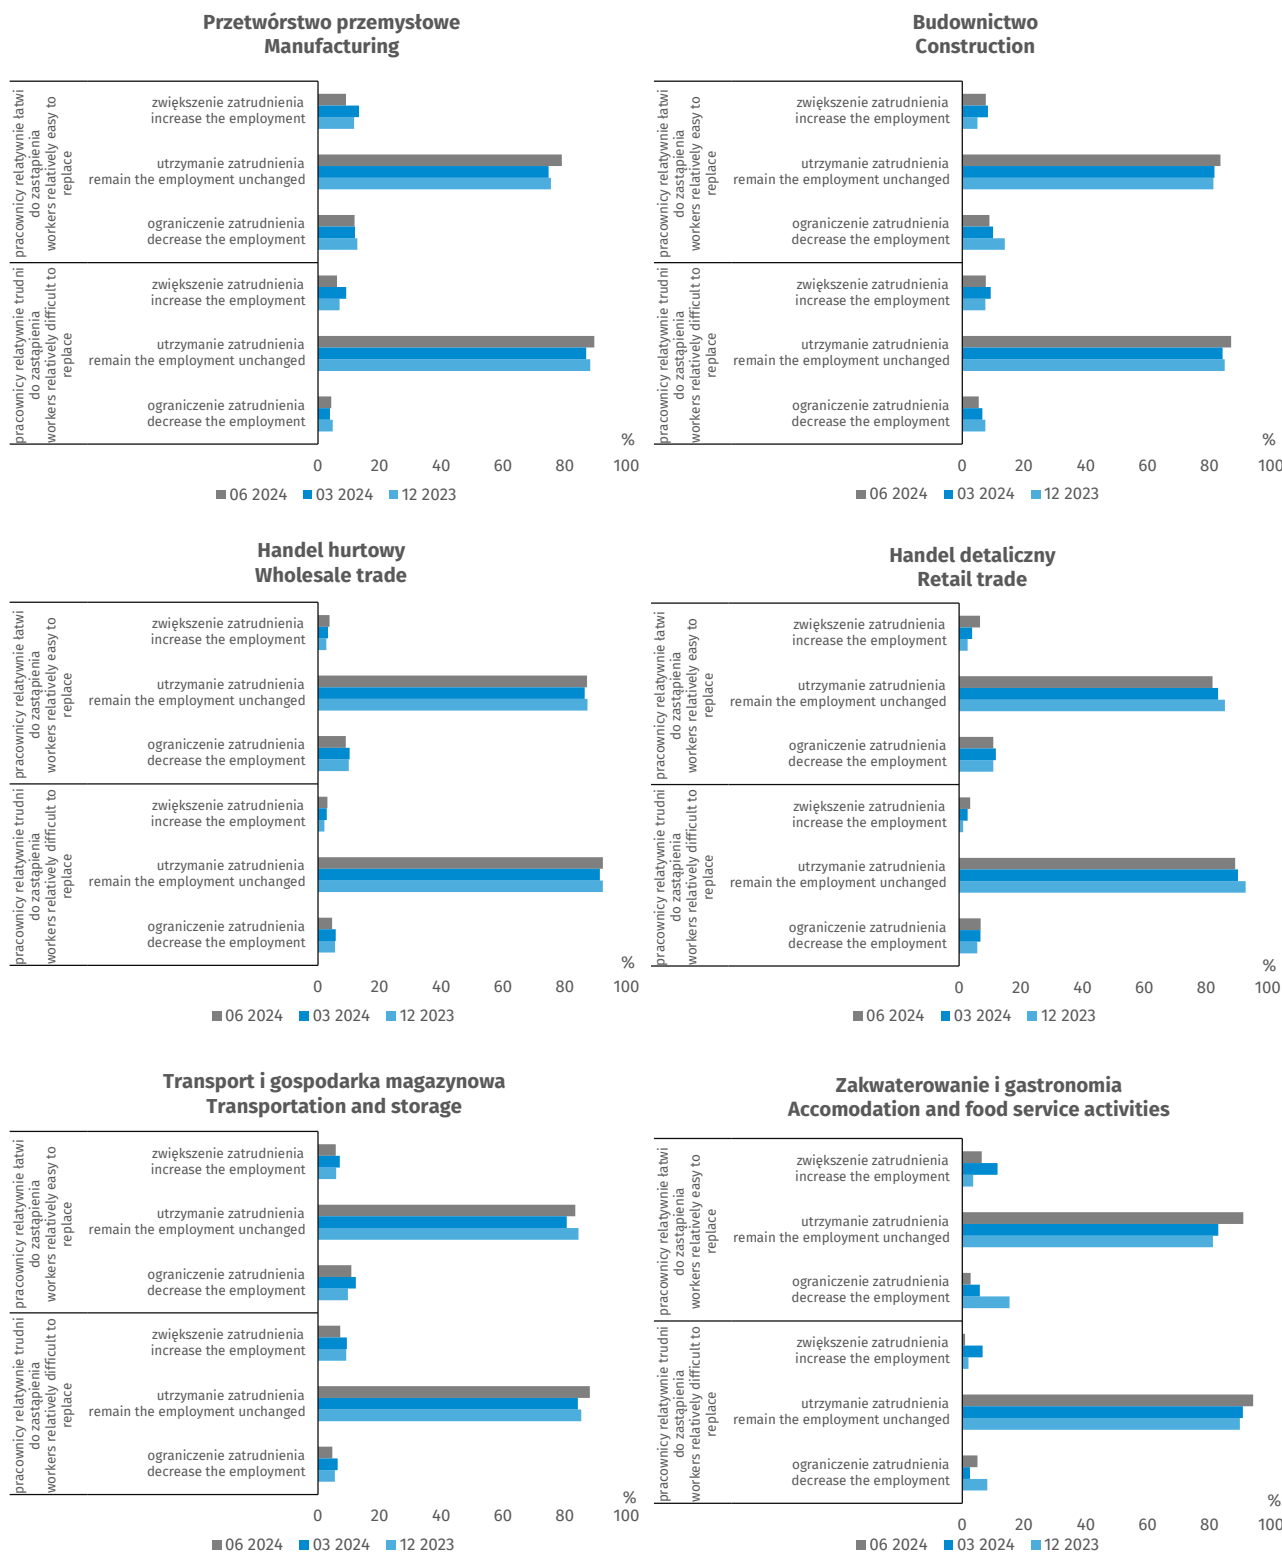 Przetwórstwo przemysłowe
Manufacturing
pracownicy relatywnie łatwi
do zastąpienia
workers relatively easy to
replace
zwiększenie zatrudnienia
increase the employment
utrzymanie zatrudnienia
remain the employment unchanged
ograniczenie zatrudnienia
decrease the employment
pracownicy relatywnie trudni
do zastąpienia
workers relatively difficult to
replace
zwiększenie zatrudnienia
increase the employment
utrzymanie zatrudnienia
remain the employment unchanged
ograniczenie zatrudnienia
decrease the employment
%
0 20 40 60 80 100
06 2024 03 2024 12 2023
Budownictwo
Construction
pracownicy relatywnie łatwi
do zastąpienia
workers relatively easy to
replace
zwiększenie zatrudnienia
increase the employment
utrzymanie zatrudnienia
remain the employment unchanged
ograniczenie zatrudnienia
decrease the employment
pracownicy relatywnie trudni
do zastąpienia
workers relatively difficult to
replace
zwiększenie zatrudnienia
increase the employment
utrzymanie zatrudnienia
remain the employment unchanged
ograniczenie zatrudnienia
decrease the employment
%
0 20 40 60 80 100
06 2024 03 2024 12 2023
Handel hurtowy
Wholesale trade
pracownicy relatywnie łatwi
do zastąpienia
workers relatively easy to
replace
zwiększenie zatrudnienia
increase the employment
utrzymanie zatrudnienia
remain the employment unchanged
ograniczenie zatrudnienia
decrease the employment
pracownicy relatywnie trudni
do zastąpienia
workers relatively difficult to
replace
zwiększenie zatrudnienia
increase the employment
utrzymanie zatrudnienia
remain the employment unchanged
ograniczenie zatrudnienia
decrease the employment
%
0 20 40 60 80 100
06 2024 03 2024 12 2023
Handel detaliczny
Retail trade
pracownicy relatywnie łatwi
do zastąpienia
workers relatively easy to
replace
zwiększenie zatrudnienia
increase the employment
utrzymanie zatrudnienia
remain the employment unchanged
ograniczenie zatrudnienia
decrease the employment
pracownicy relatywnie trudni
do zastąpienia
workers relatively difficult to
replace
zwiększenie zatrudnienia
increase the employment
utrzymanie zatrudnienia
remain the employment unchanged
ograniczenie zatrudnienia
decrease the employment
%
0 20 40 60 80 100
06 2024 03 2024 12 2023
Transport i gospodarka magazynowa
Transportation and storage
pracownicy relatywnie łatwi
do zastąpienia
workers relatively easy to
replace
zwiększenie zatrudnienia
increase the employment
utrzymanie zatrudnienia
remain the employment unchanged
ograniczenie zatrudnienia
decrease the employment
pracownicy relatywnie trudni
do zastąpienia
workers relatively difficult to
replace
zwiększenie zatrudnienia
increase the employment
utrzymanie zatrudnienia
remain the employment unchanged
ograniczenie zatrudnienia
decrease the employment
%
0 20 40 60 80 100
06 2024 03 2024 12 2023
Zakwaterowanie i gastronomia
Accomodation and food service activities
pracownicy relatywnie łatwi
do zastąpienia
workers relatively easy to
replace
zwiększenie zatrudnienia
increase the employment
utrzymanie zatrudnienia
remain the employment unchanged
ograniczenie zatrudnienia
decrease the employment
pracownicy relatywnie trudni
do zastąpienia
workers relatively difficult to
replace
zwiększenie zatrudnienia
increase the employment
utrzymanie zatrudnienia
remain the employment unchanged
ograniczenie zatrudnienia
decrease the employment
%
0 20 40 60 80 100
06 2024 03 2024 12 2023